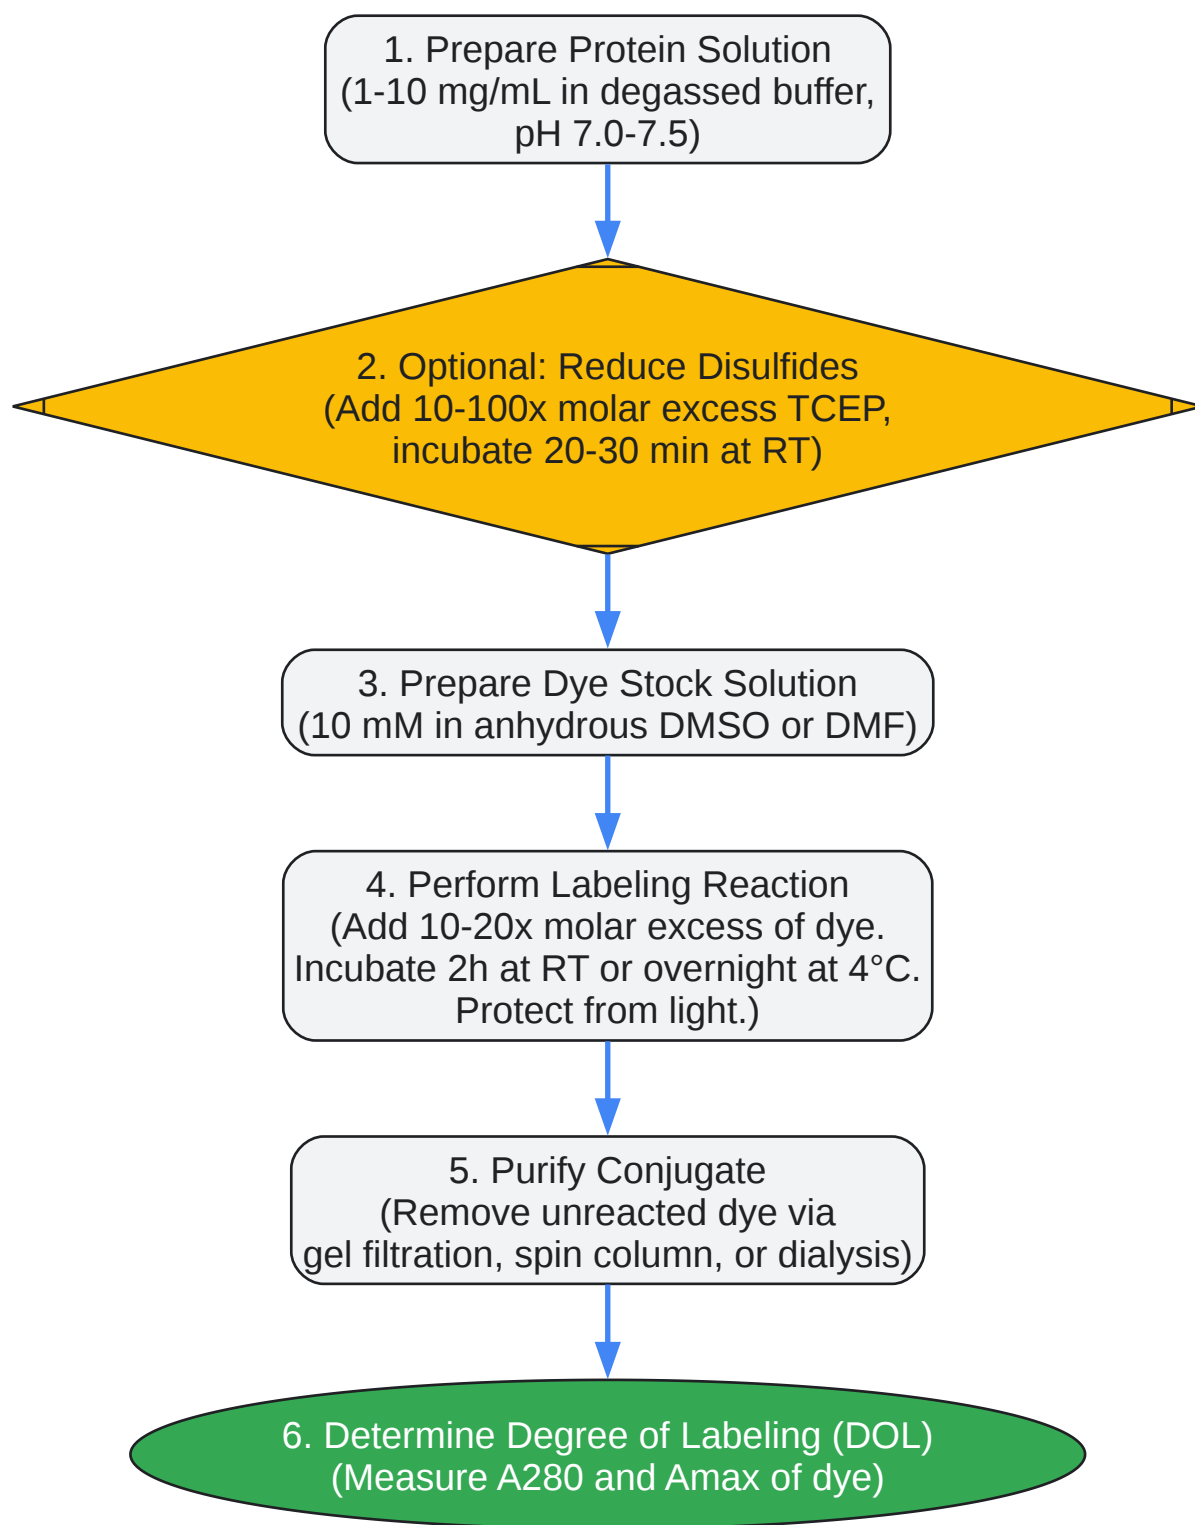 1. Prepare Protein Solution
(1-10 mg/mL in degassed buffer,
pH 7.0-7.5)
2. Optional: Reduce Disulfides
(Add 10-100x molar excess TCEP,
incubate 20-30 min at RT)
3. Prepare Dye Stock Solution
(10 mM in anhydrous DMSO or DMF)
4. Perform Labeling Reaction
(Add 10-20x molar excess of dye.
Incubate 2h at RT or overnight at 4°C.
Protect from light.)
5. Purify Conjugate
(Remove unreacted dye via
gel filtration, spin column, or dialysis)
6. Determine Degree of Labeling (DOL)
(Measure A280 and Amax of dye)